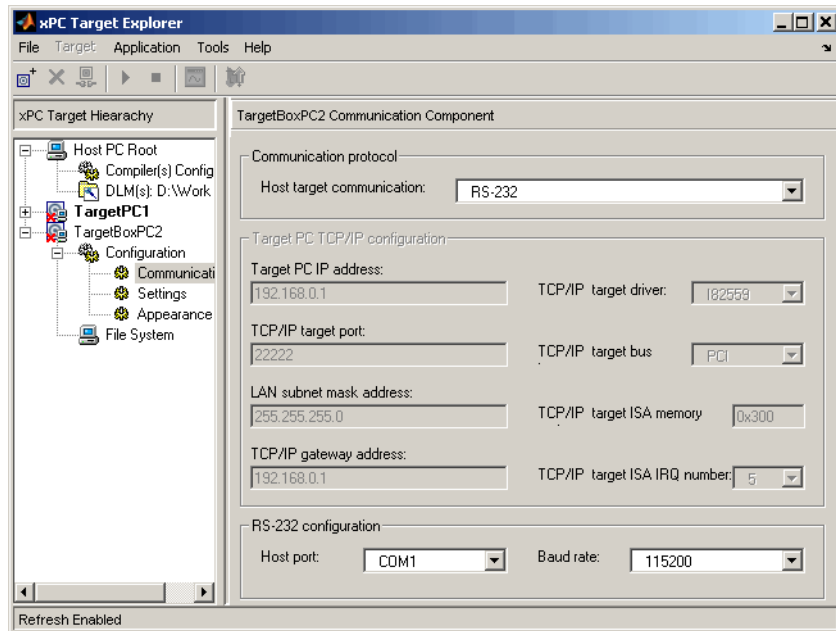 xPC Target Explorer
File Target Application Tools Help
xPC Target Hiearachy
Host PC Root
Compiler(s) Config
DLM(s): D:\Work
TargetPC1
TargetBoxPC2
Configuration
Communicati
Settings
Appearance
File System
TargetBoxPC2 Communication Component
Communication protocol
Host target communication: RS-232
Target PC TCP/IP configuration
Target PC IP address:
192.168.0.1
TCP/IP target driver: I82559
TCP/IP target port:
22222
TCP/IP target bus PCI
LAN subnet mask address:
255.255.255.0
TCP/IP target ISA memory 0x300
TCP/IP gateway address:
192.168.0.1
TCP/IP target ISA IRQ number: 5
RS-232 configuration
Host port: COM1 Baud rate: 115200
Refresh Enabled